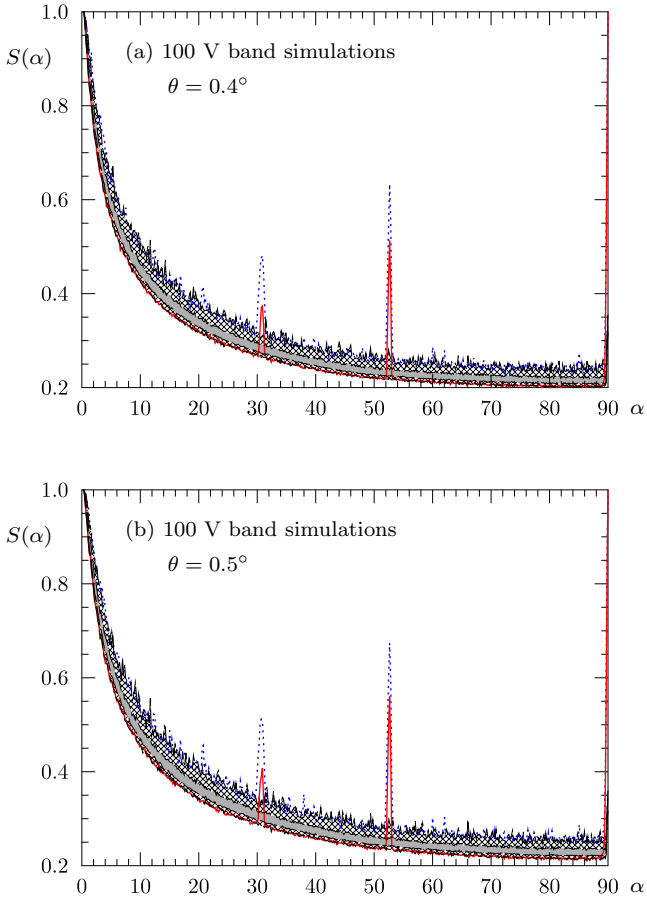 1.0
S(α)
(a) 100 V band simulations
θ = 0.4°
0.8
0.6
0.4
0.2
0 10 20 30 40 50 60 70 80 90 α
1.0
S(α)
(b) 100 V band simulations
θ = 0.5°
0.8
0.6
0.4
0.2
0 10 20 30 40 50 60 70 80 90 α